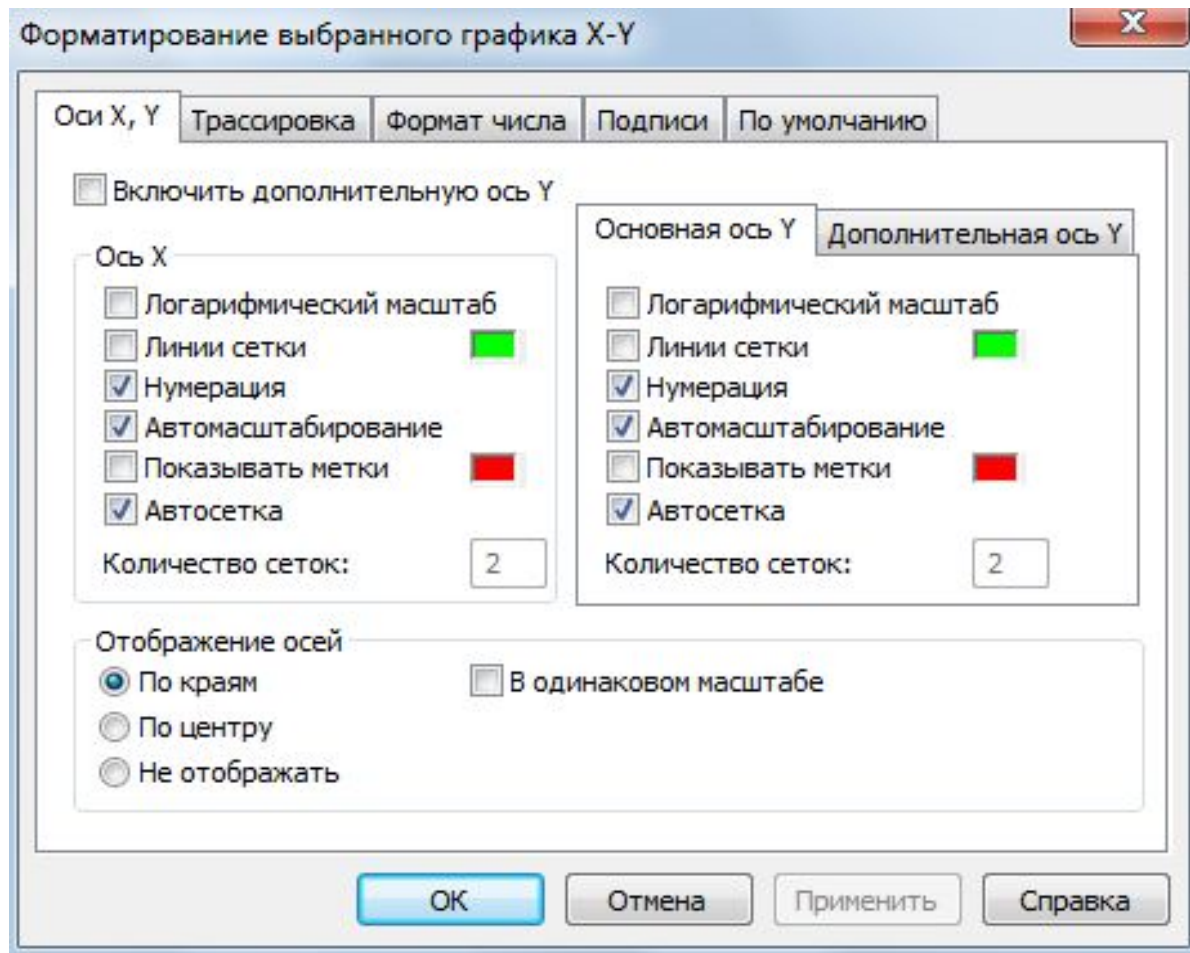 Форматирование выбранного графика X-Y
Оси X, Y
Трассировка
Формат числа
Подписи
По умолчанию
Включить дополнительную ось Y
Ось X
Логарифмический масштаб
Линии сетки
Нумерация
Автомасштабирование
Показывать метки
Автосетка
Количество сеток:
2
Основная ось Y
Дополнительная ось Y
Логарифмический масштаб
Линии сетки
Нумерация
Автомасштабирование
Показывать метки
Автосетка
Количество сеток:
2
Отображение осей
По краям
В одинаковом масштабе
По центру
Не отображать
ОК
Отмена
Применить
Справка